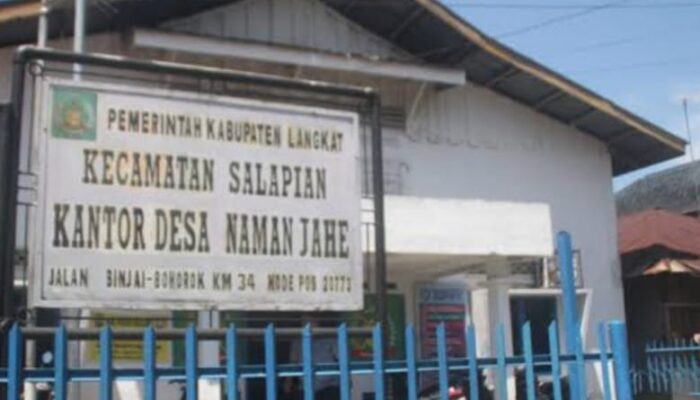 PEMERINTAH KABUPATEN LANGKAT
KECAMATAN SALAPIAN
KANTOR DESA NAMAN JAHE
JALAN BINJAI-BOHOROK KM 34 KODE POS 20773